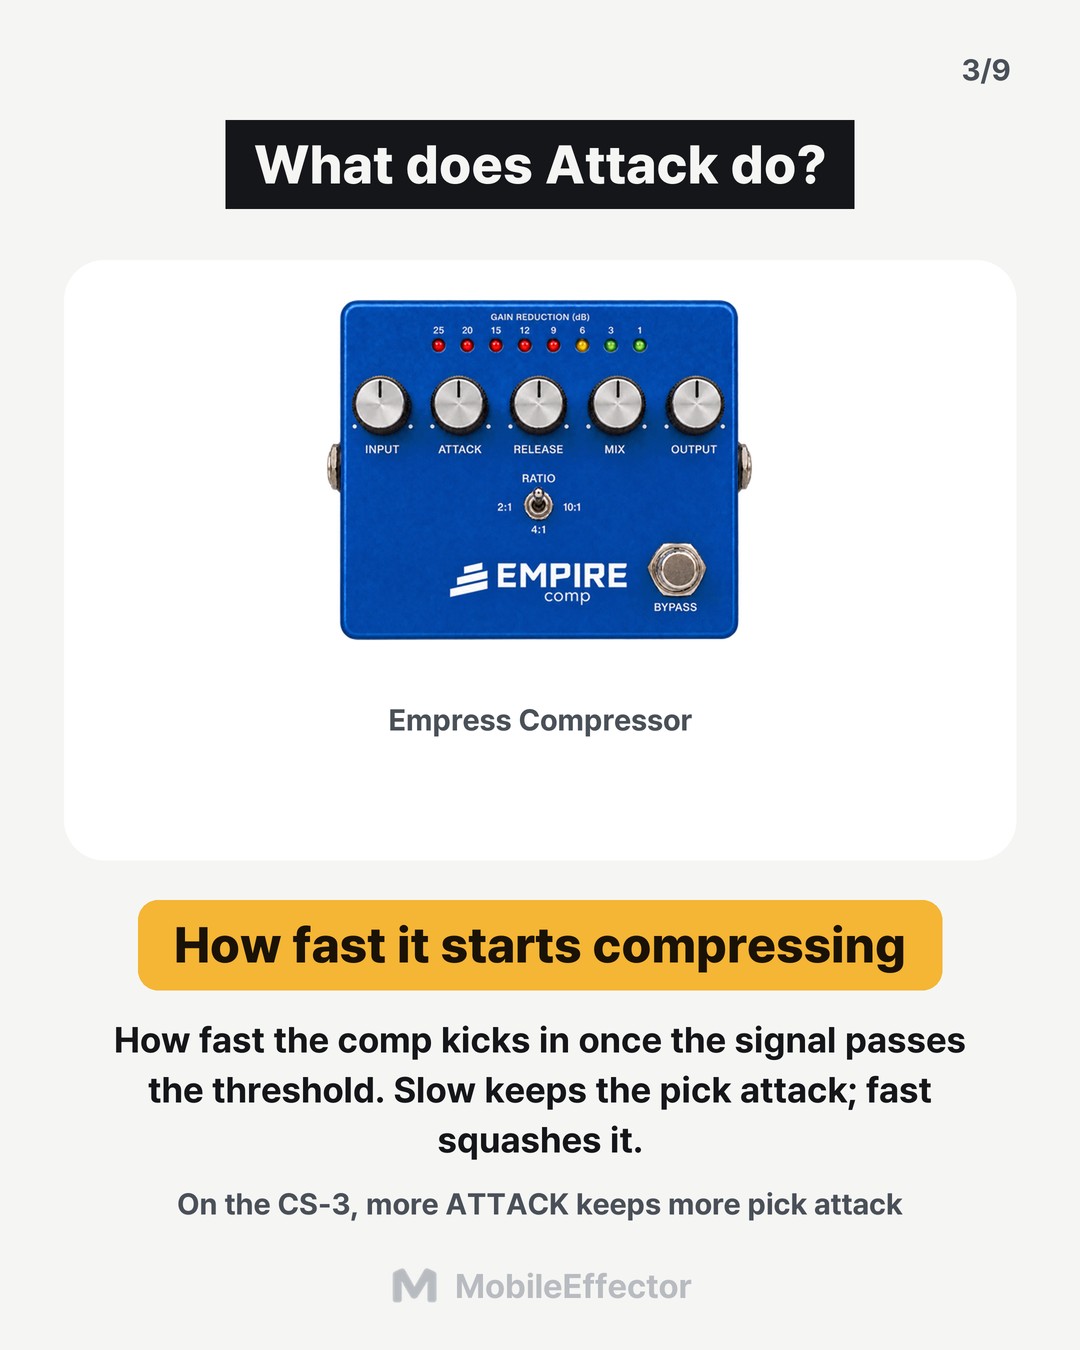 3/9
What does Attack do?
GAIN REDUCTION (dB)
25 20 15 12 9 6 3 1
INPUT ATTACK RELEASE MIX OUTPUT
RATIO
2:1 10:1
4:1
EMPIRE
comp
BYPASS
Empress Compressor
How fast it starts compressing
How fast the comp kicks in once the signal passes
the threshold. Slow keeps the pick attack; fast
squashes it.
On the CS-3, more ATTACK keeps more pick attack
MobileEffector